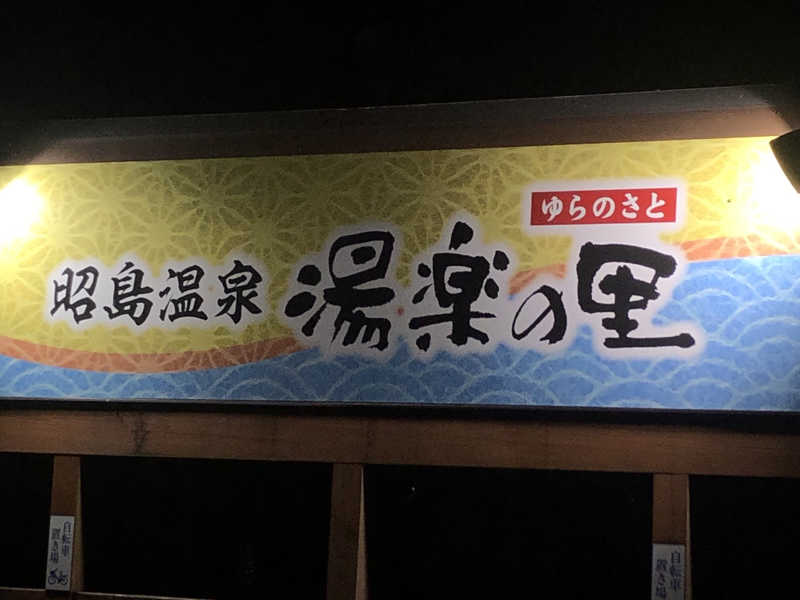 ゆらのさと
昭島温泉 湯楽の里
自転車
置き場
自転車
置き場